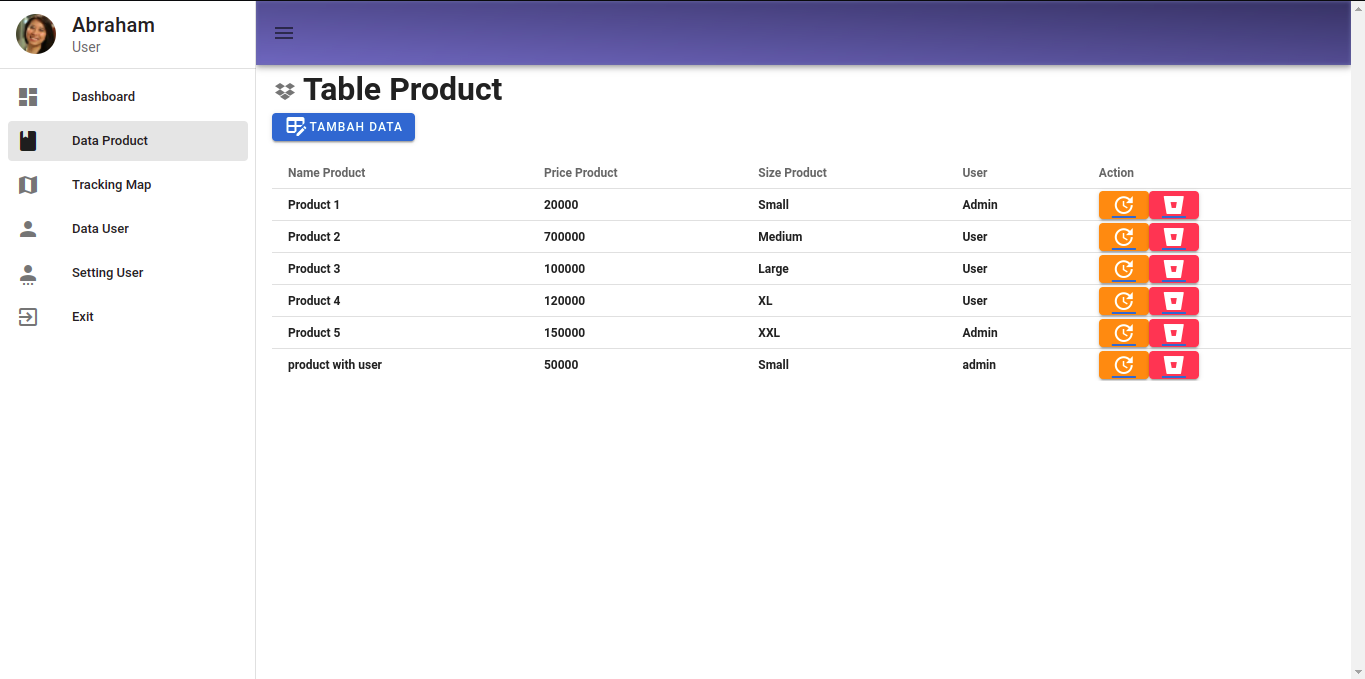 Abraham
User
Dashboard
Data Product
Tracking Map
Data User
Setting User
Exit
Table Product
TAMBAH DATA
Name Product Price Product Size Product User Action
Product 1 20000 Small Admin
Product 2 700000 Medium User
Product 3 100000 Large User
Product 4 120000 XL User
Product 5 150000 XXL Admin
product with user 50000 Small admin